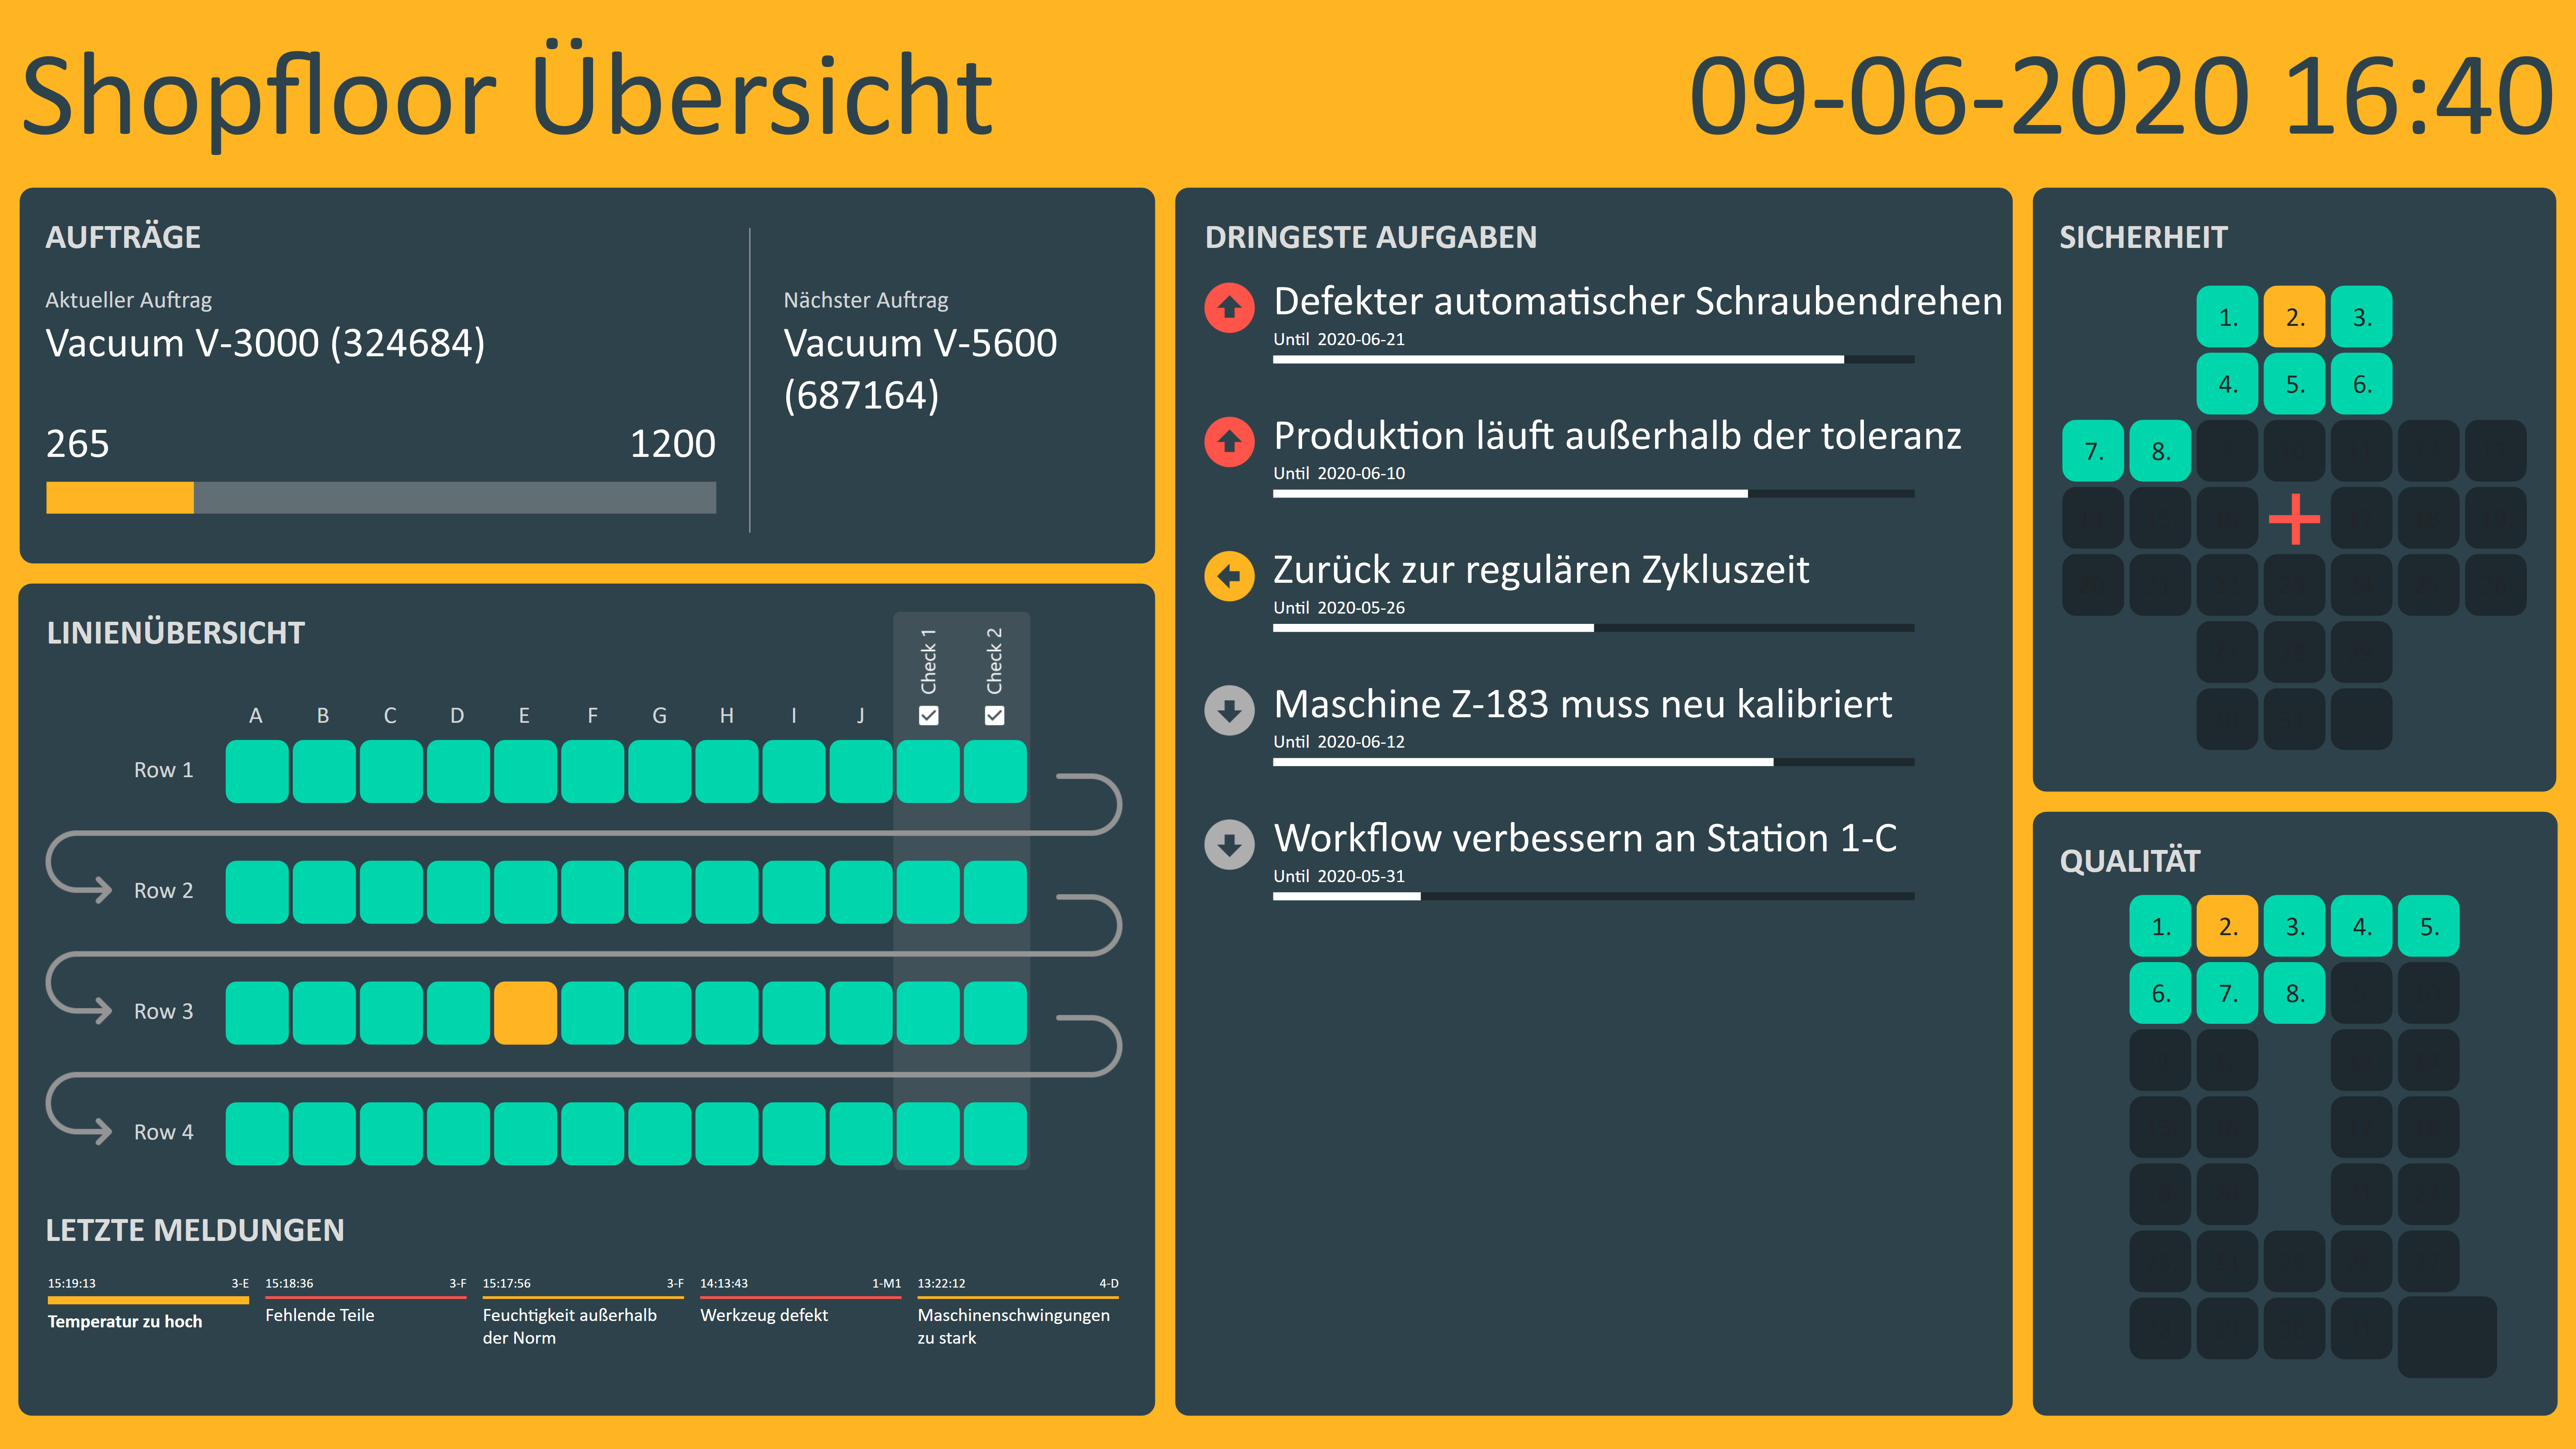 Shopfloor Übersicht
09-06-2020 16:40
AUFTRÄGE
Aktueller Auftrag
Vacuum V-3000 (324684)
265
1200
Nächster Auftrag
Vacuum V-5600
(687164)
LINIENÜBERSICHT
Check 1
Check 2
A B C D E F G H I J
Row 1
Row 2
Row 3
Row 4
LETZTE MELDUNGEN
15:19:13 3-E
Temperatur zu hoch
15:18:36 3-F
Fehlende Teile
15:17:56 3-F
Feuchtigkeit außerhalb
der Norm
14:13:43 1-M1
Werkzeug defekt
13:22:12 4-D
Maschinenschwingungen
zu stark
DRINGESTE AUFGABEN
Defekter automatischer Schraubendrehen
Until 2020-06-21
Produktion läuft außerhalb der toleranz
Until 2020-06-10
Zurück zur regulären Zykluszeit
Until 2020-05-26
Maschine Z-183 muss neu kalibriert
Until 2020-06-12
Workflow verbessern an Station 1-C
Until 2020-05-31
SICHERHEIT
1. 2. 3.
4. 5. 6.
7. 8.
QUALITÄT
1. 2. 3. 4. 5.
6. 7. 8.